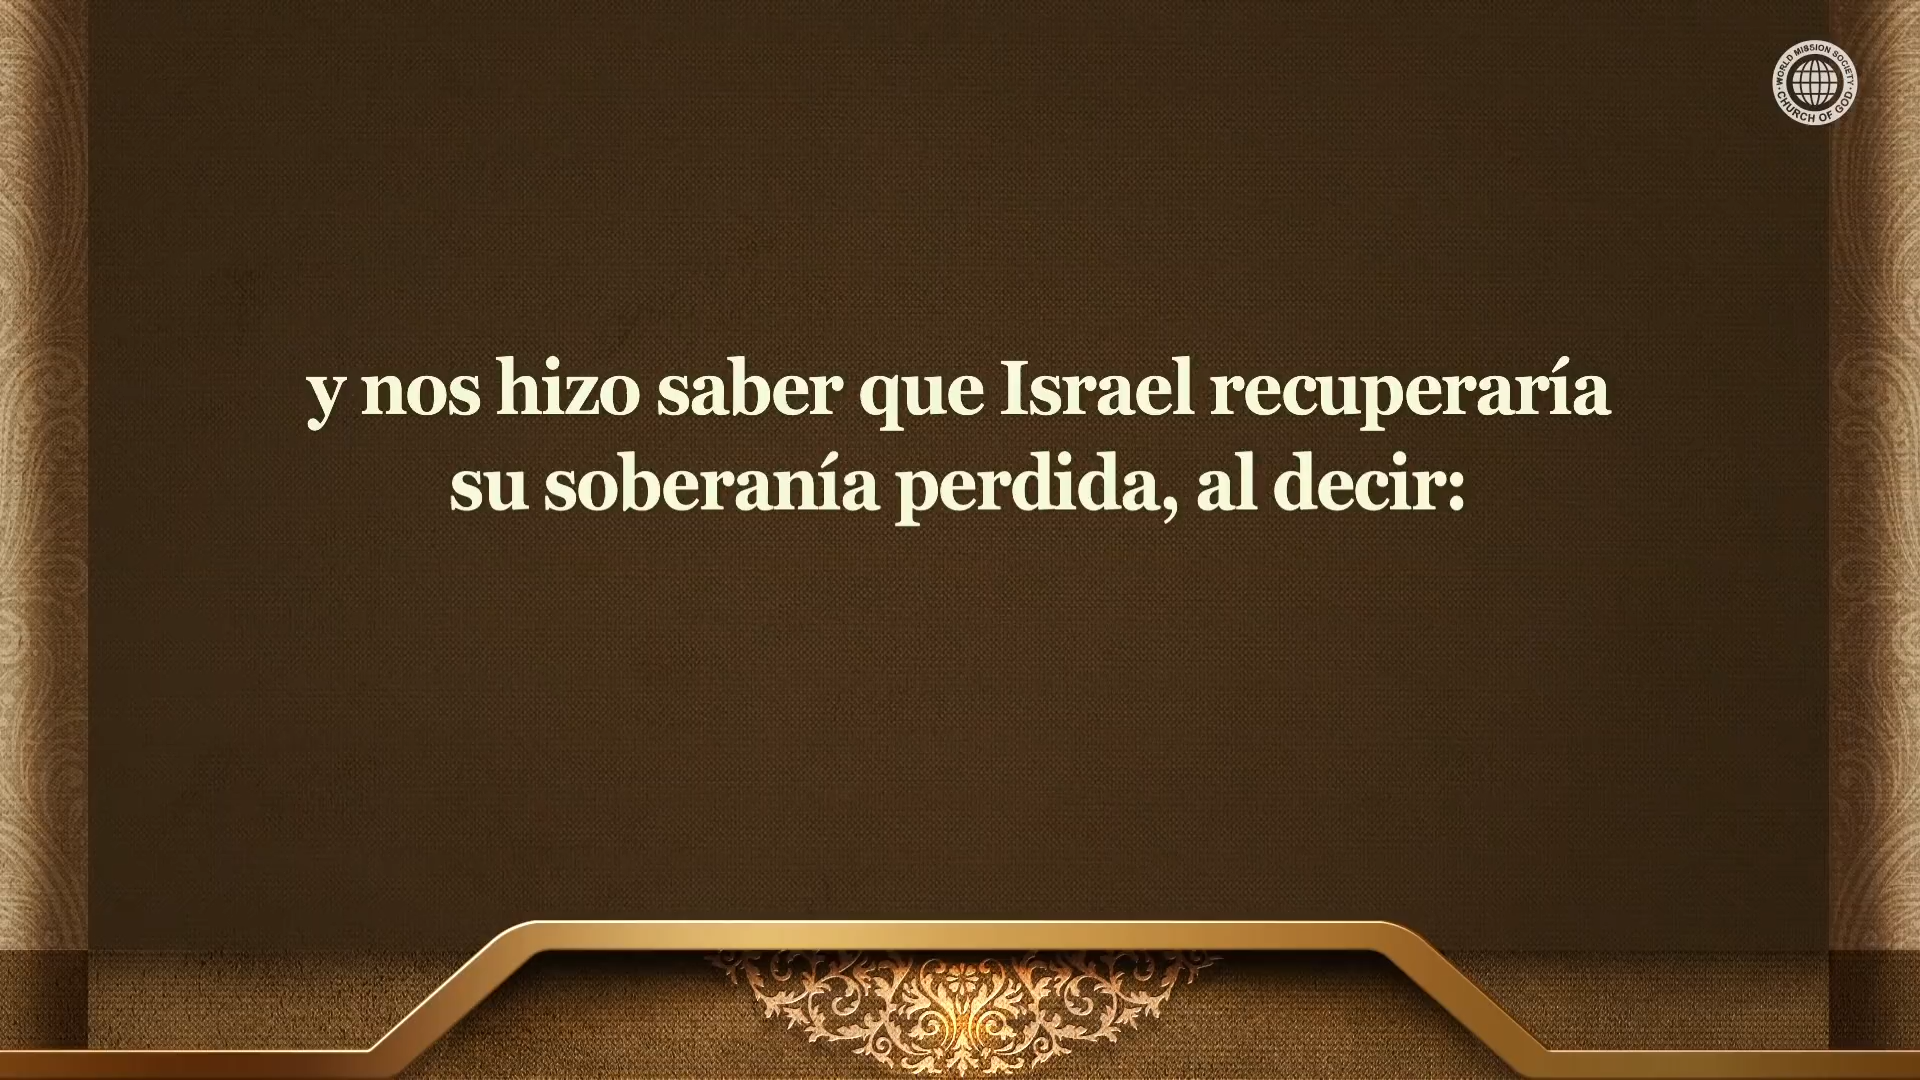 WORLD MISSION SOCIETY
CHURCH OF GOD
y nos hizo saber que Israel recuperaría
su soberanía perdida, al decir: